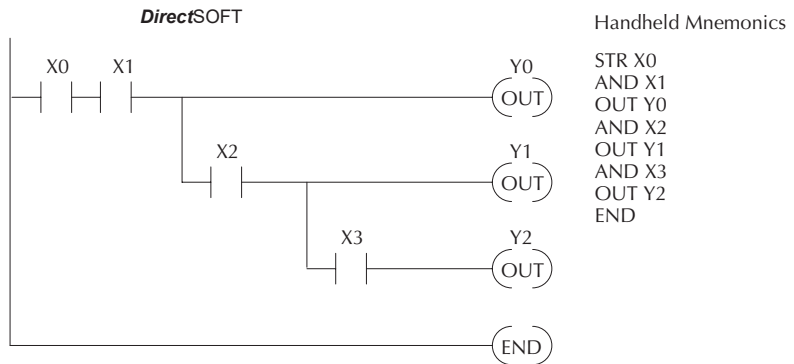 DirectSOFT
Handheld Mnemonics
X0 X1 Y0
OUT
X2 Y1
OUT
X3 Y2
OUT
END
STR X0
AND X1
OUT Y0
AND X2
OUT Y1
AND X3
OUT Y2
END